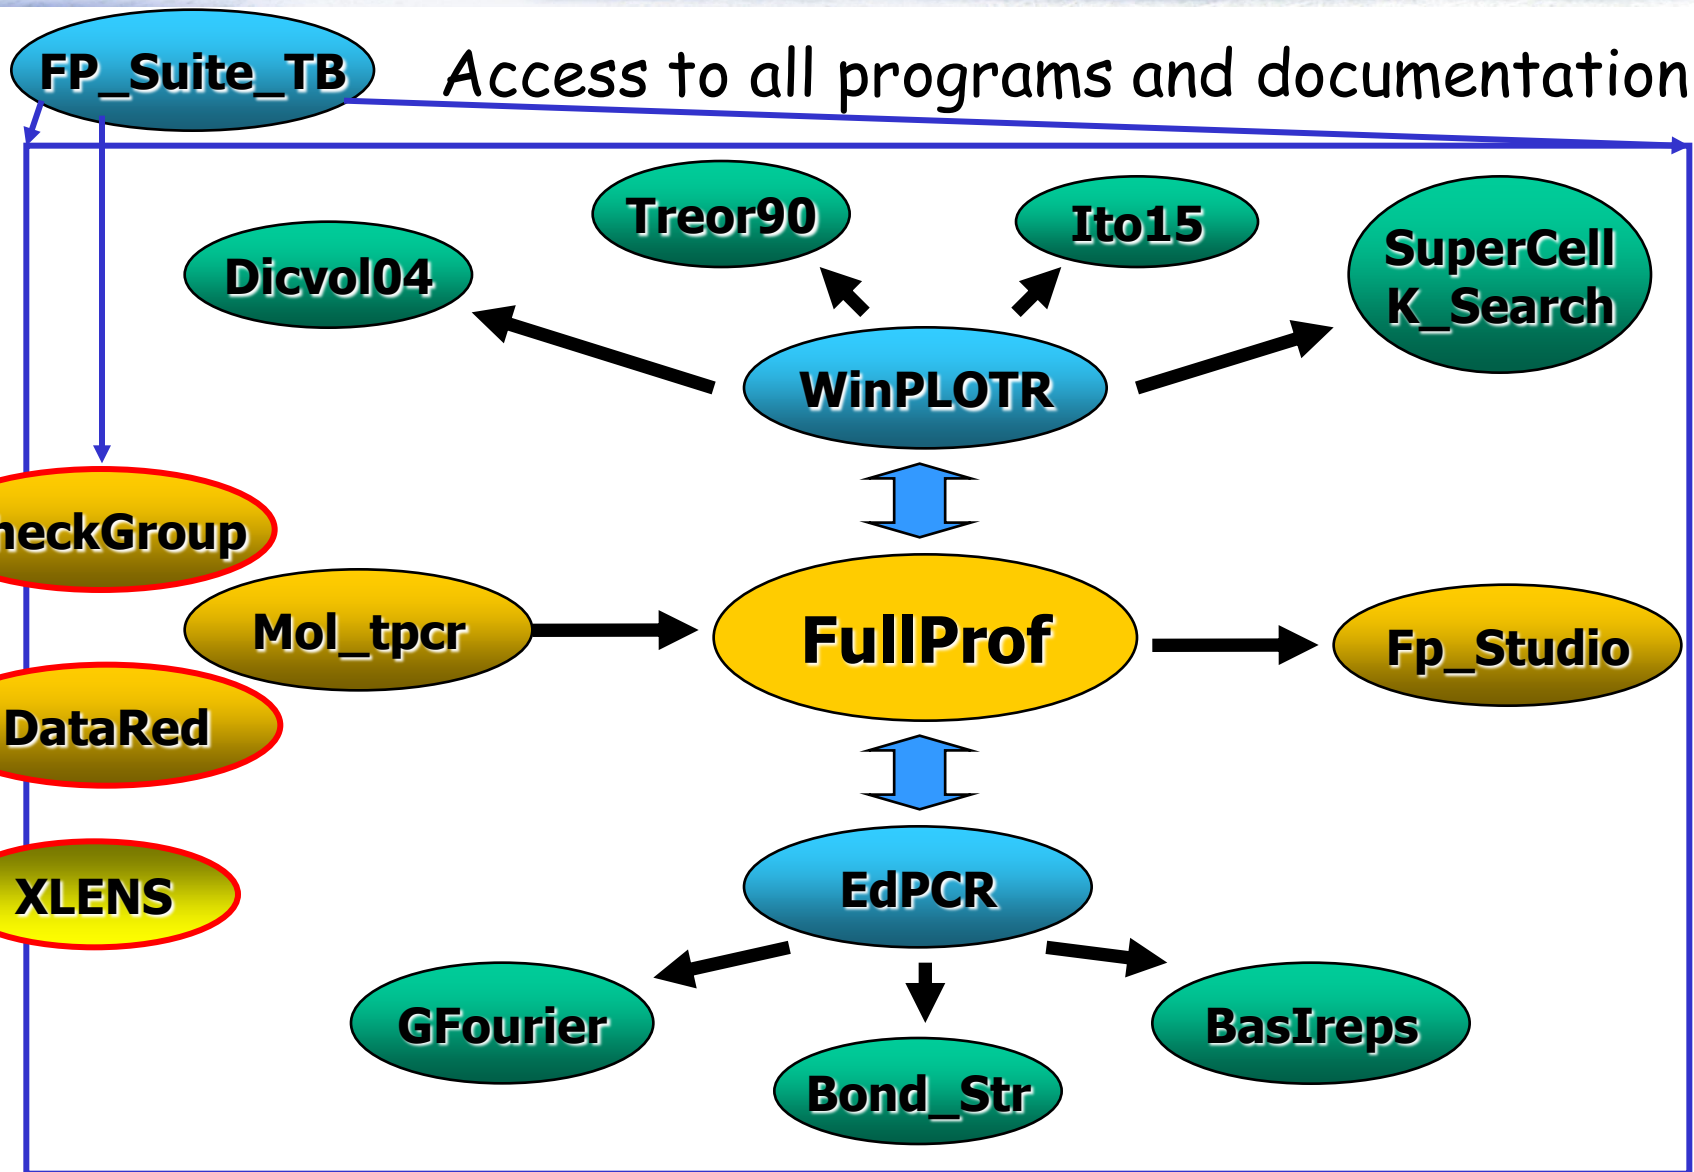 FP_Suite_TB
Access to all programs and documentation
Treor90
Ito15
SuperCell
K_Search
Dicvol04
WinPLOTR
heckGroup
Mol_tpcr
FullProf
Fp_Studio
DataRed
EdPCR
XLENS
GFourier
BasIreps
Bond_Str